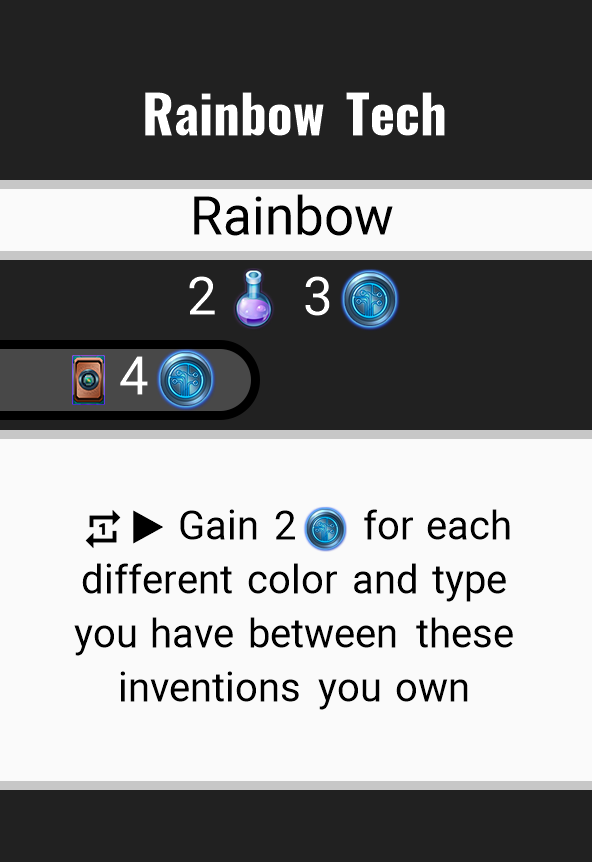 Rainbow Tech
Rainbow
2 3
4
1 Gain 2 for each
different color and type
you have between these
inventions you own